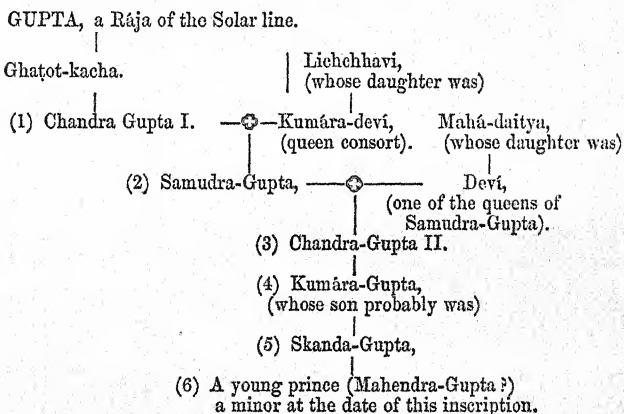 GUPTA, a Rája of the Solar line.
Ghaṭot-kacha.
Lichchhavi,
(whose daughter was)
(1) Chandra Gupta I.
Kumára-deví,
(queen consort).
Mahá-daitya,
(whose daughter was)
(2) Samudra-Gupta,
Deví,
(one of the queens of
Samudra-Gupta).
(3) Chandra-Gupta II.
(4) Kumára-Gupta,
(whose son probably was)
(5) Skanda-Gupta,
(6) A young prince (Mahendra-Gupta ?)
a minor at the date of this inscription.